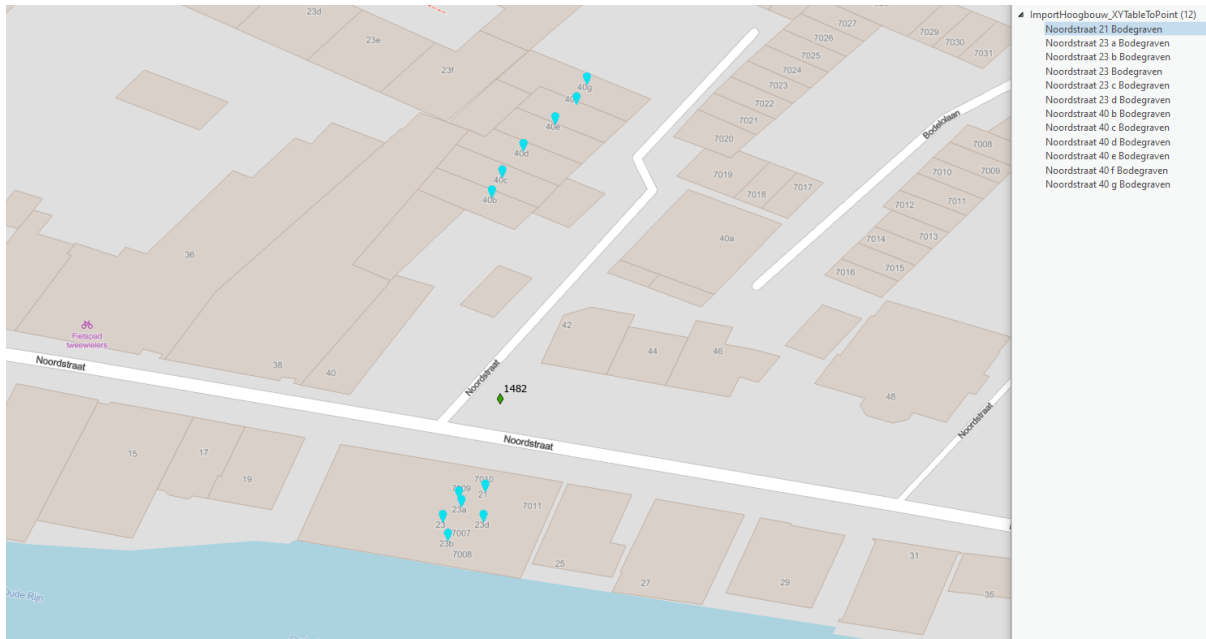 23d
23e
23f
7027
7026
7025
7024
7023
7022
7021
7020
7029
7030
7031
40g
40e
40d
40c
40b
Bodelolaan
7008
7009
7010
7011
7012
7013
7014
7015
7016
7019
7018
7017
40a
36
Fietspad
tweewielers
Noordstraat
38
40
Noordstraat
42
44
46
48
1482
Noordstraat
Noordstraat
15
17
19
7010
7009
21
23a
7011
23
23d
7007
23b
7008
25
27
29
31
35
Oude Rijn
ImportHoogbouw_XYTableToPoint (12)
Noordstraat 21 Bodegraven
Noordstraat 23 a Bodegraven
Noordstraat 23 b Bodegraven
Noordstraat 23 Bodegraven
Noordstraat 23 c Bodegraven
Noordstraat 23 d Bodegraven
Noordstraat 40 b Bodegraven
Noordstraat 40 c Bodegraven
Noordstraat 40 d Bodegraven
Noordstraat 40 e Bodegraven
Noordstraat 40 f Bodegraven
Noordstraat 40 g Bodegraven